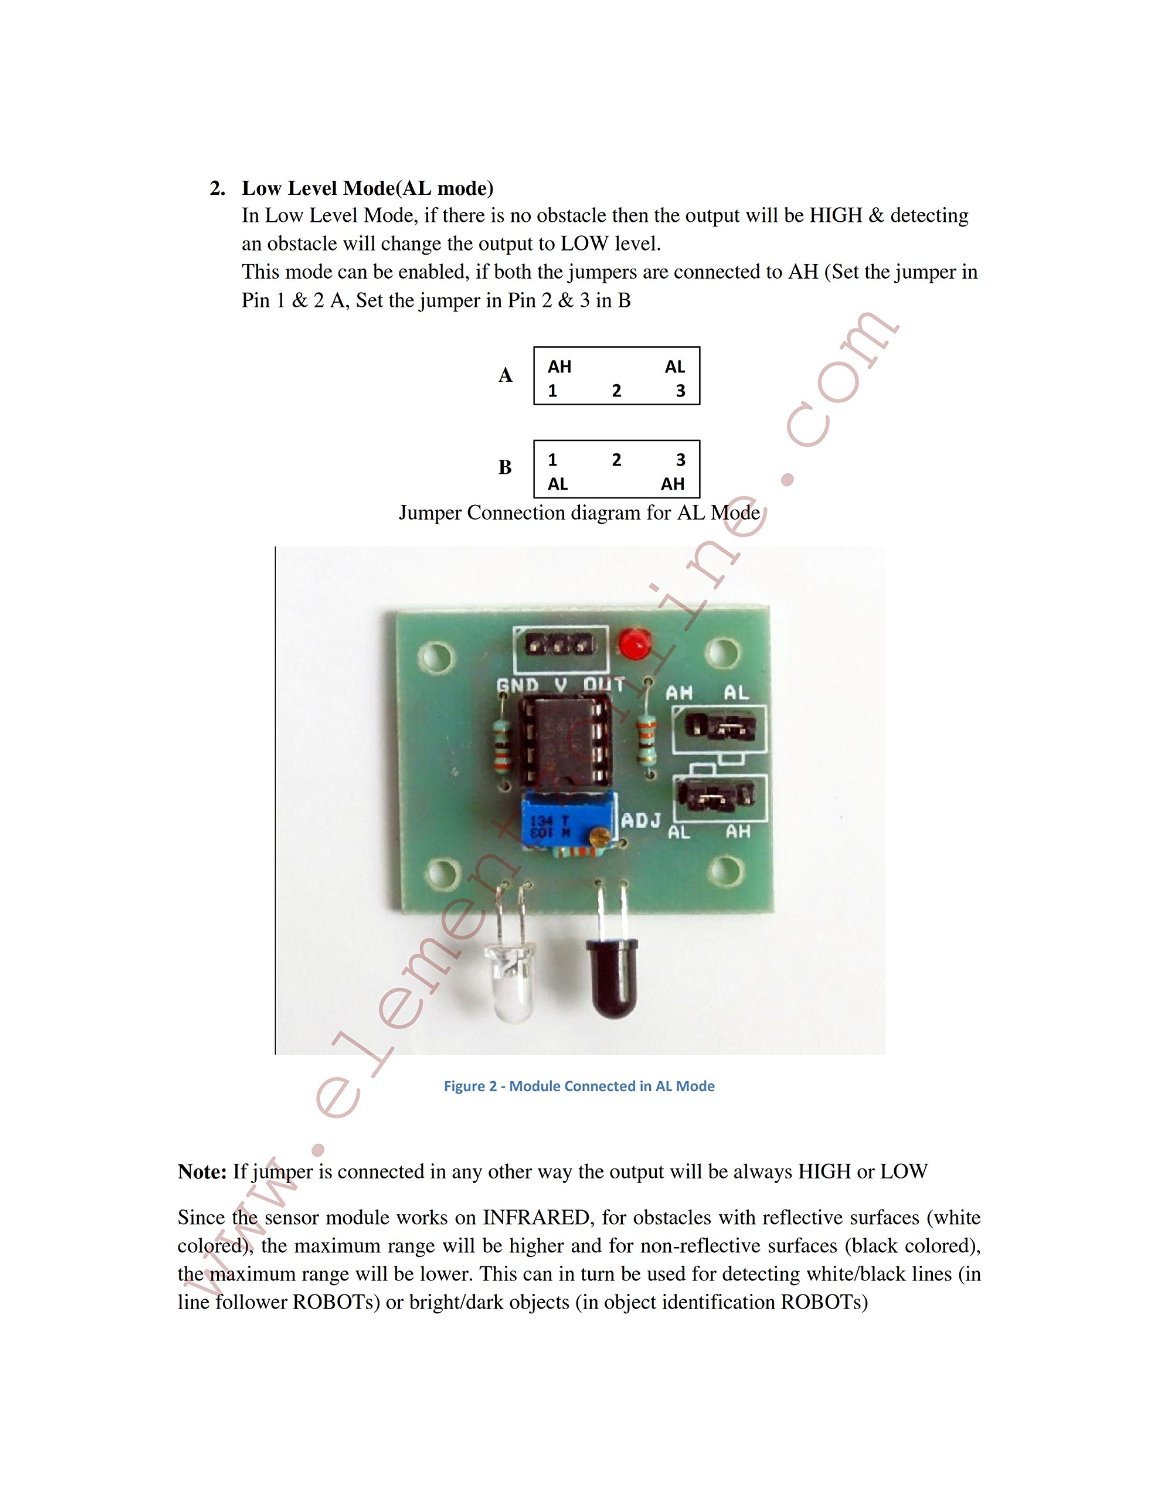 2. Low Level Mode(AL mode)
In Low Level Mode, if there is no obstacle then the output will be HIGH & detecting
an obstacle will change the output to LOW level.
This mode can be enabled, if both the jumpers are connected to AH (Set the jumper in
Pin 1 & 2 A, Set the jumper in Pin 2 & 3 in B
A
AH AL
1 2 3
B
1 2 3
AL AH
Jumper Connection diagram for AL Mode
GND V OUT
AH AL
134 T
103 M
ADJ
AL AH
Figure 2 - Module Connected in AL Mode
Note: If jumper is connected in any other way the output will be always HIGH or LOW
Since the sensor module works on INFRARED, for obstacles with reflective surfaces (white
colored), the maximum range will be higher and for non-reflective surfaces (black colored),
the maximum range will be lower. This can in turn be used for detecting white/black lines (in
line follower ROBOTs) or bright/dark objects (in object identification ROBOTs)